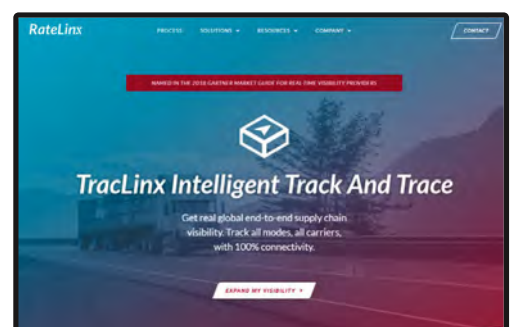 RateLinx
PROCESS SOLUTIONS RESOURCES COMPANY CONTACT
NAMED IN THE 2018 GARTNER MARKET GUIDE FOR REAL TIME VISIBILITY PROVIDERS
TracLinx Intelligent Track And Trace
Get real global end-to-end supply chain
visibility. Track all modes, all carriers,
with 100% connectivity.
EXPAND MY VISIBILITY